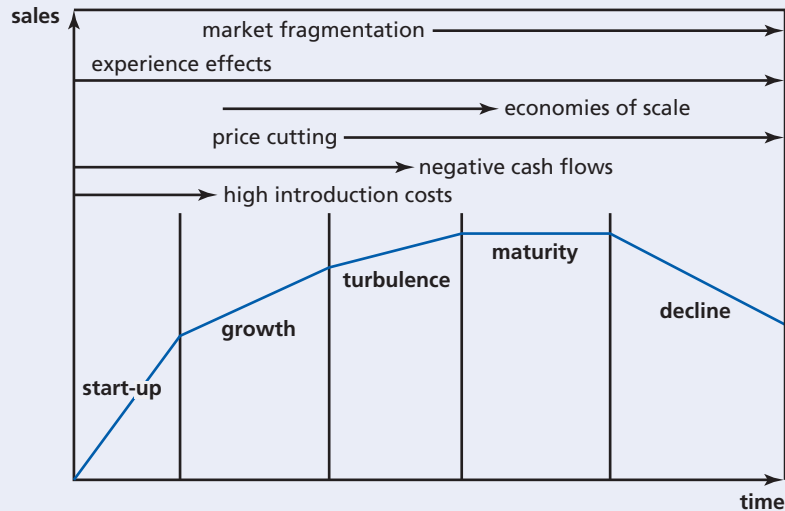 sales
market fragmentation
experience effects
economies of scale
price cutting
negative cash flows
high introduction costs
maturity
turbulence
decline
growth
start-up
time